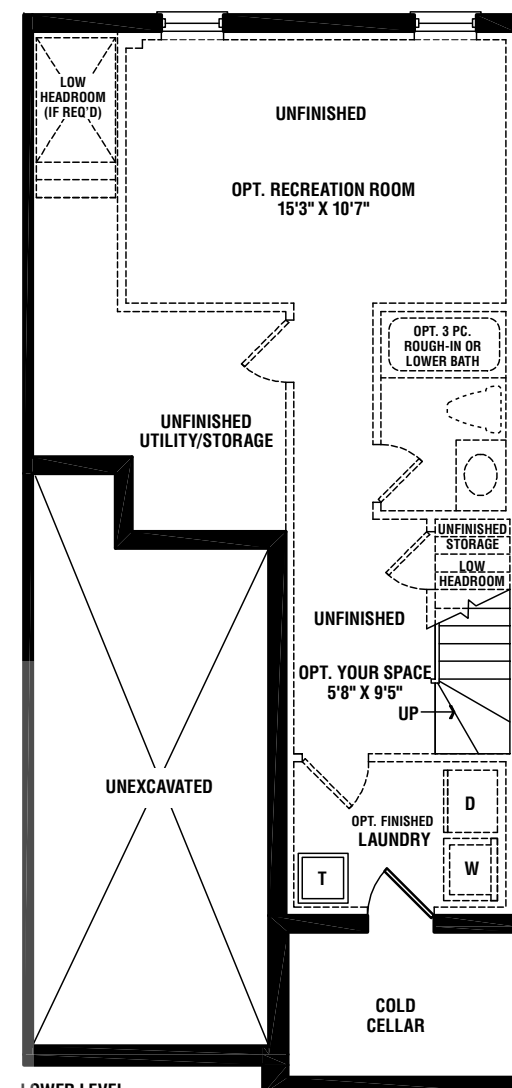 LOW
HEADROOM
(IF REQ'D)
UNFINISHED
OPT. RECREATION ROOM
15'3" X 10'7"
OPT. 3 PC.
ROUGH-IN OR
LOWER BATH
UNFINISHED
UTILITY/STORAGE
UNFINISHED
STORAGE
LOW
HEADROOM
UNFINISHED
OPT. YOUR SPACE
5'8" X 9'5"
UP
UNEXCAVATED
D
OPT. FINISHED
LAUNDRY
W
T
COLD
CELLAR
LOWER LEVEL